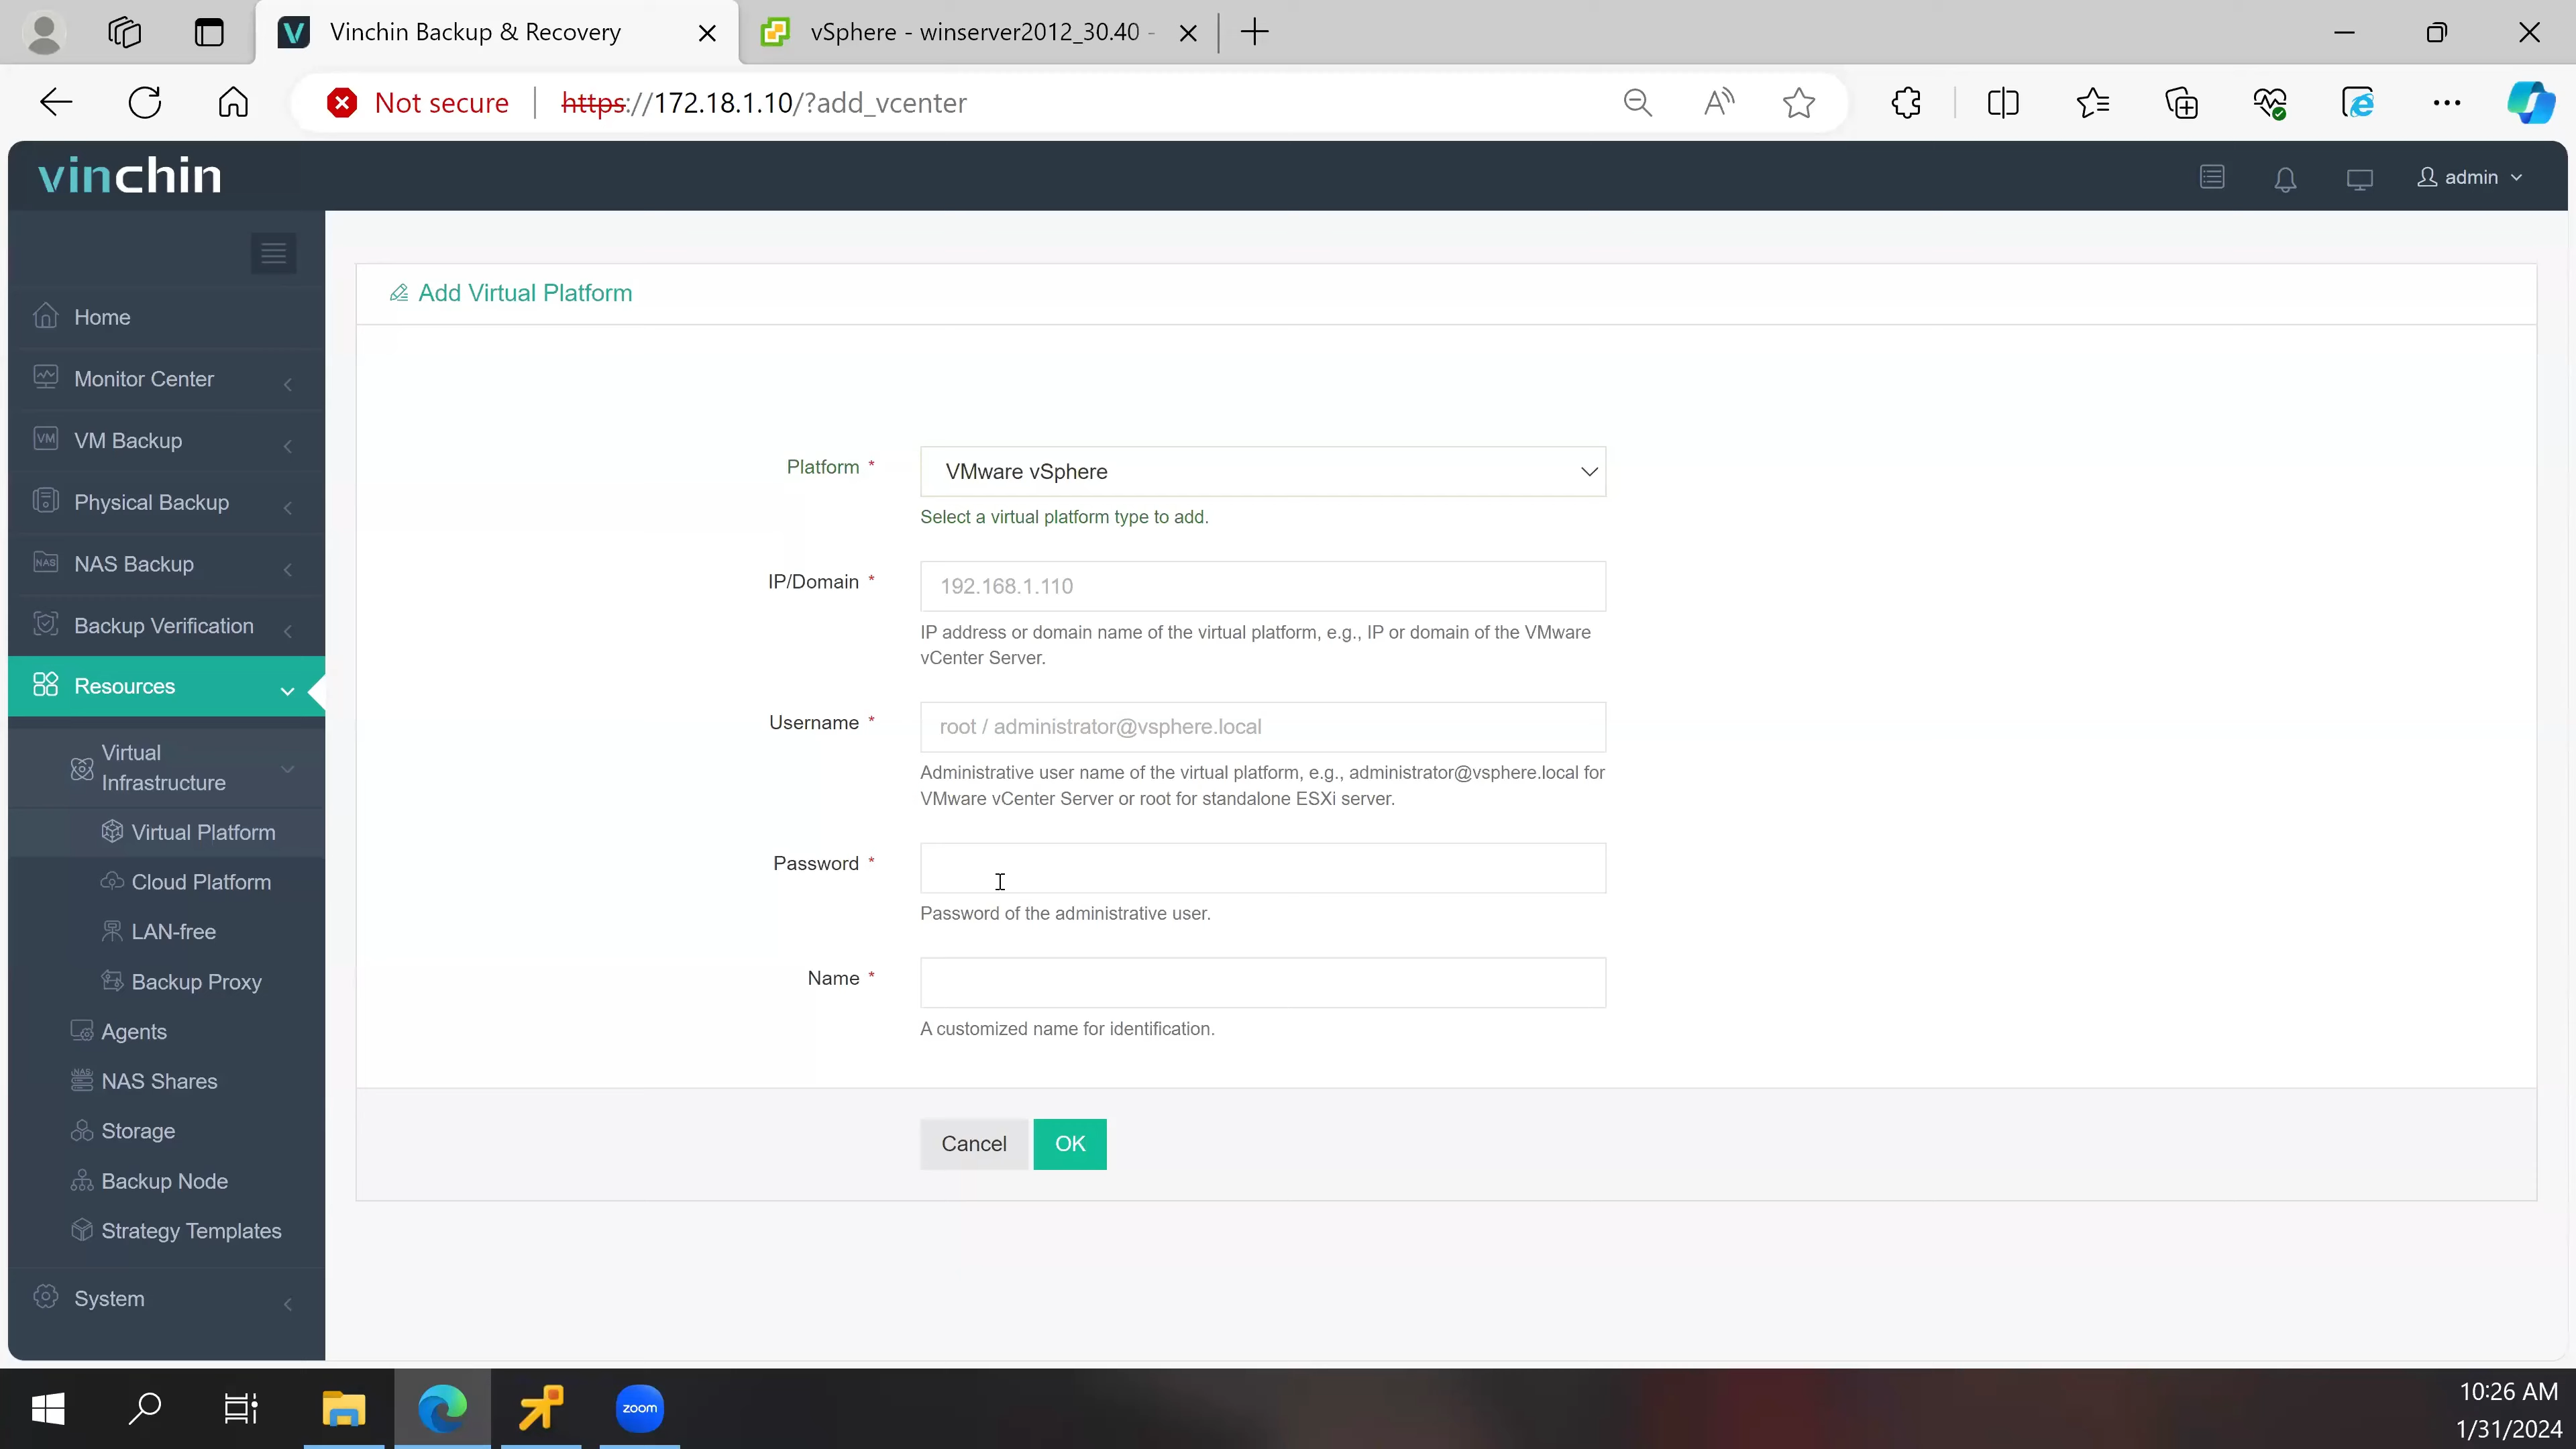 Vinchin Backup & Recovery
vSphere - winserver2012_30.40 -
Not secure
https://172.18.1.10/?add_vcenter
vinchin
admin
Home
Monitor Center
VM
VM Backup
Physical Backup
NAS
NAS Backup
Backup Verification
Resources
Virtual
Infrastructure
Virtual Platform
Cloud Platform
LAN-free
Backup Proxy
Agents
NAS
NAS Shares
Storage
Backup Node
Strategy Templates
System
Add Virtual Platform
Platform *
VMware vSphere
Select a virtual platform type to add.
IP/Domain *
192.168.1.110
IP address or domain name of the virtual platform, e.g., IP or domain of the VMware
vCenter Server.
Username *
root / administrator@vsphere.local
Administrative user name of the virtual platform, e.g., administrator@vsphere.local for
VMware vCenter Server or root for standalone ESXi server.
Password *
Password of the administrative user.
Name *
A customized name for identification.
Cancel
OK
zoom
10:26 AM
1/31/2024